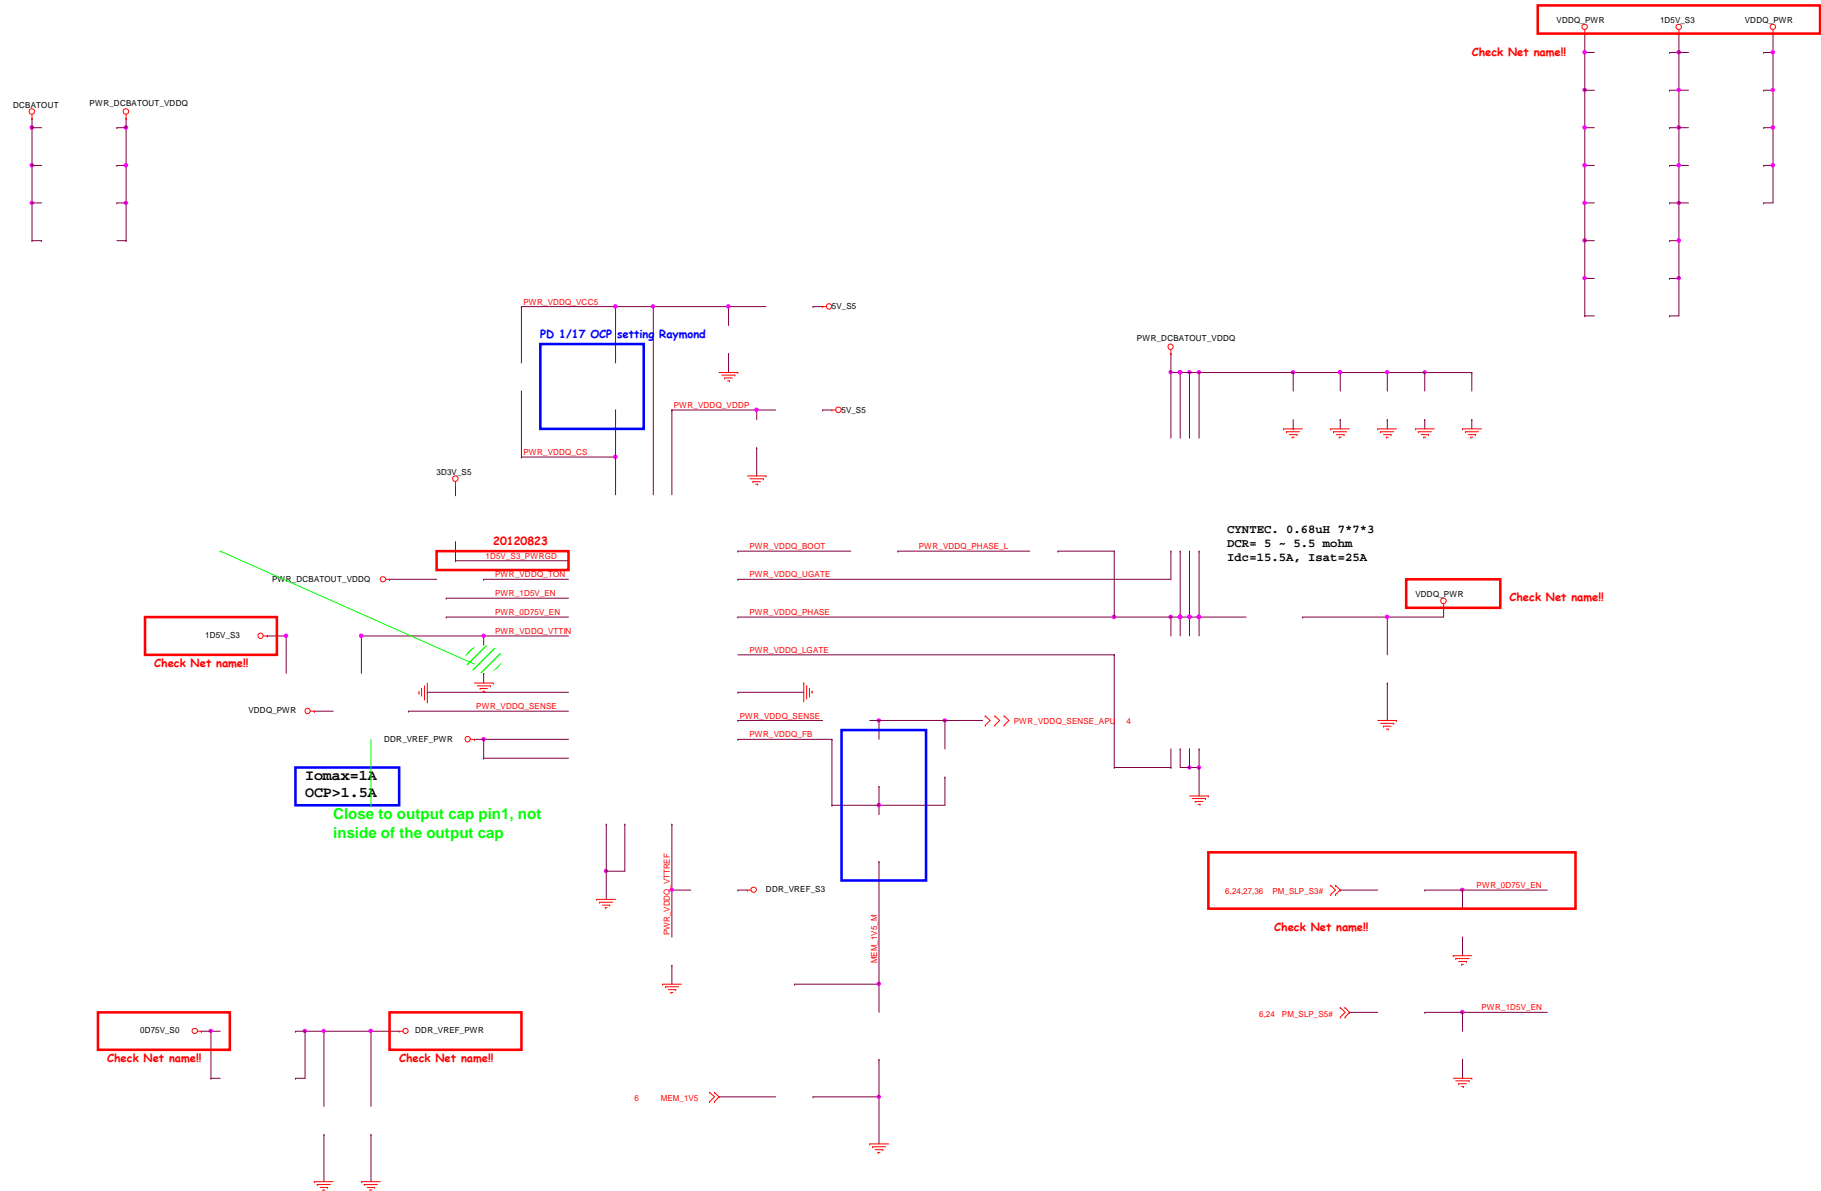 VDDQ_PWR
1D5V_S3
VDDQ_PWR
Check Net name!!
DCBATOUT
PWR_DCBATOUT_VDDQ
PWR_VDDQ_VCC5
5V_S5
PD 1/17 OCP setting Raymond
PWR_DCBATOUT_VDDQ
PWR_VDDQ_VDDP
5V_S5
PWR_VDDQ_CS
3D3V_S5
CYNTEC. 0.68uH 7*7*3
DCR= 5 ~ 5.5 mohm
Idc=15.5A, Isat=25A
20120823
1D5V_S3_PWRGD
PWR_VDDQ_BOOT
PWR_VDDQ_PHASE_L
PWR_DCBATOUT_VDDQ
PWR_VDDQ_TON
PWR_VDDQ_UGATE
PWR_1D5V_EN
VDDQ_PWR
Check Net name!!
PWR_0D75V_EN
PWR_VDDQ_PHASE
1D5V_S3
PWR_VDDQ_VTTIN
Check Net name!!
PWR_VDDQ_LGATE
VDDQ_PWR
PWR_VDDQ_SENSE
PWR_VDDQ_SENSE
PWR_VDDQ_SENSE_APU 4
DDR_VREF_PWR
PWR_VDDQ_FB
Iomax=1A
OCP>1.5A
Close to output cap pin1, not
inside of the output cap
PWR_VDDQ_VTTREF
DDR_VREF_S3
6,24,27,36 PM_SLP_S3#
PWR_0D75V_EN
Check Net name!!
MEM_1V5_M
6,24 PM_SLP_S5#
PWR_1D5V_EN
0D75V_S0
DDR_VREF_PWR
Check Net name!!
Check Net name!!
6 MEM_1V5